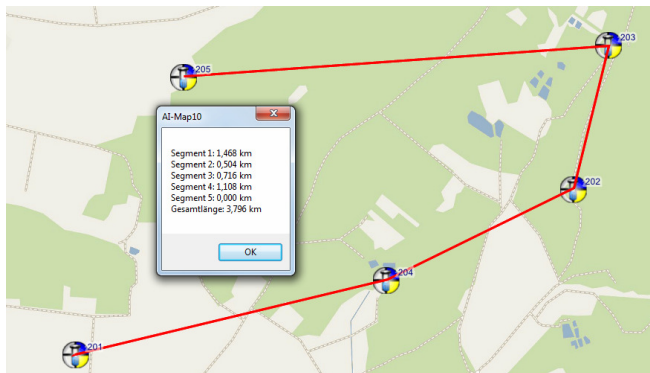 203
205
AI-Map10
Segment 1: 1,468 km
Segment 2: 0,504 km
Segment 3: 0,716 km
Segment 4: 1,108 km
Segment 5: 0,000 km
Gesamtlänge: 3,796 km
OK
202
204
201